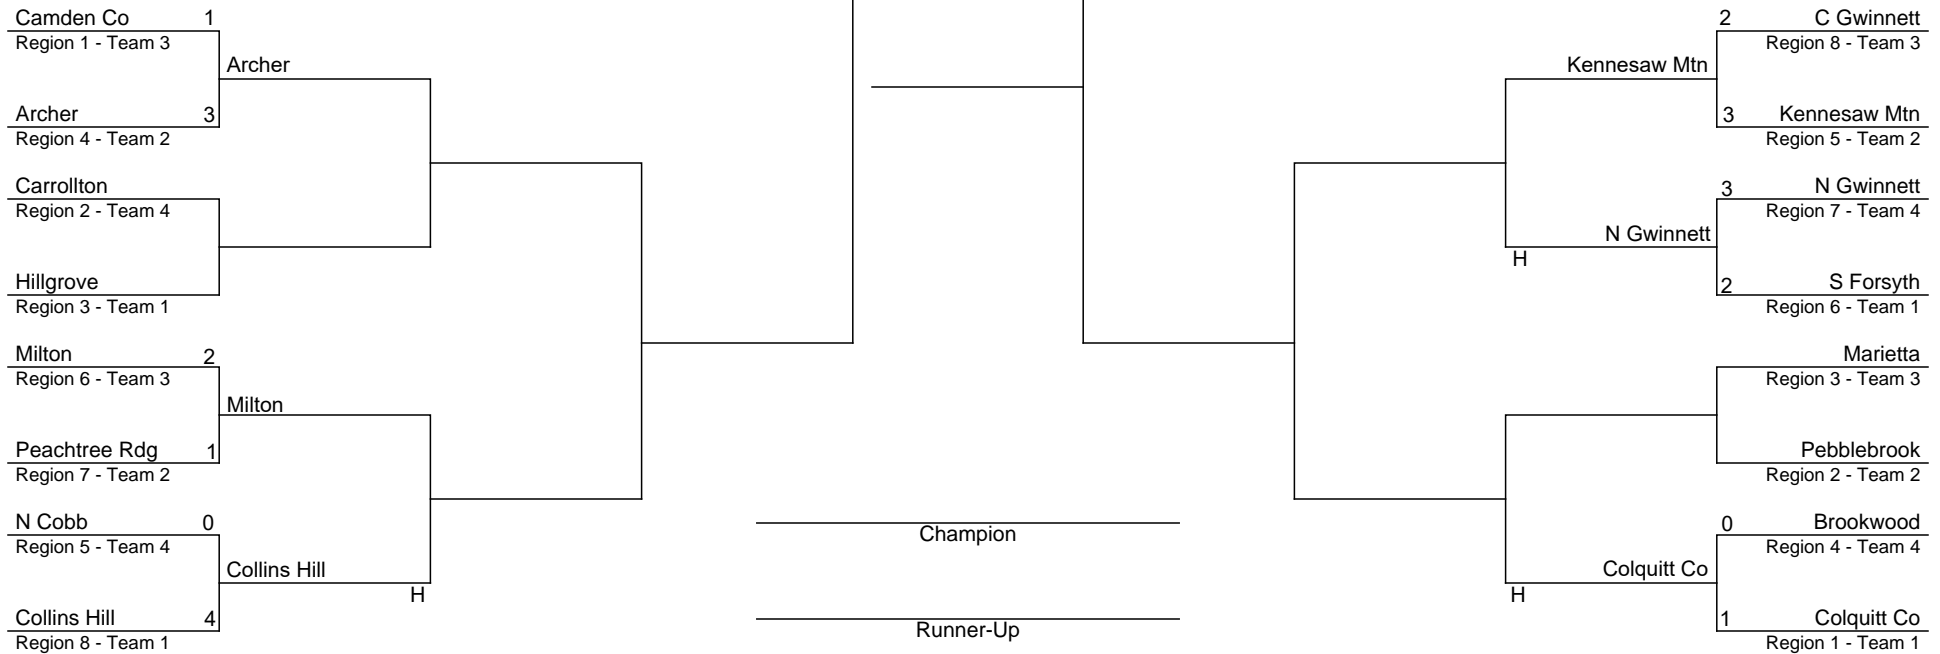 Camden Co 1
Region 1 - Team 3
Archer
Archer 3
Region 4 - Team 2
Carrollton
Region 2 - Team 4
Hillgrove
Region 3 - Team 1
Milton 2
Region 6 - Team 3
Milton
Peachtree Rdg 1
Region 7 - Team 2
N Cobb 0
Region 5 - Team 4
Collins Hill
H
Collins Hill 4
Region 8 - Team 1
Champion
Runner-Up
2 C Gwinnett
Region 8 - Team 3
Kennesaw Mtn
3 Kennesaw Mtn
Region 5 - Team 2
3 N Gwinnett
Region 7 - Team 4
N Gwinnett
H
2 S Forsyth
Region 6 - Team 1
Marietta
Region 3 - Team 3
Pebblebrook
Region 2 - Team 2
0 Brookwood
Region 4 - Team 4
Colquitt Co
H
1 Colquitt Co
Region 1 - Team 1